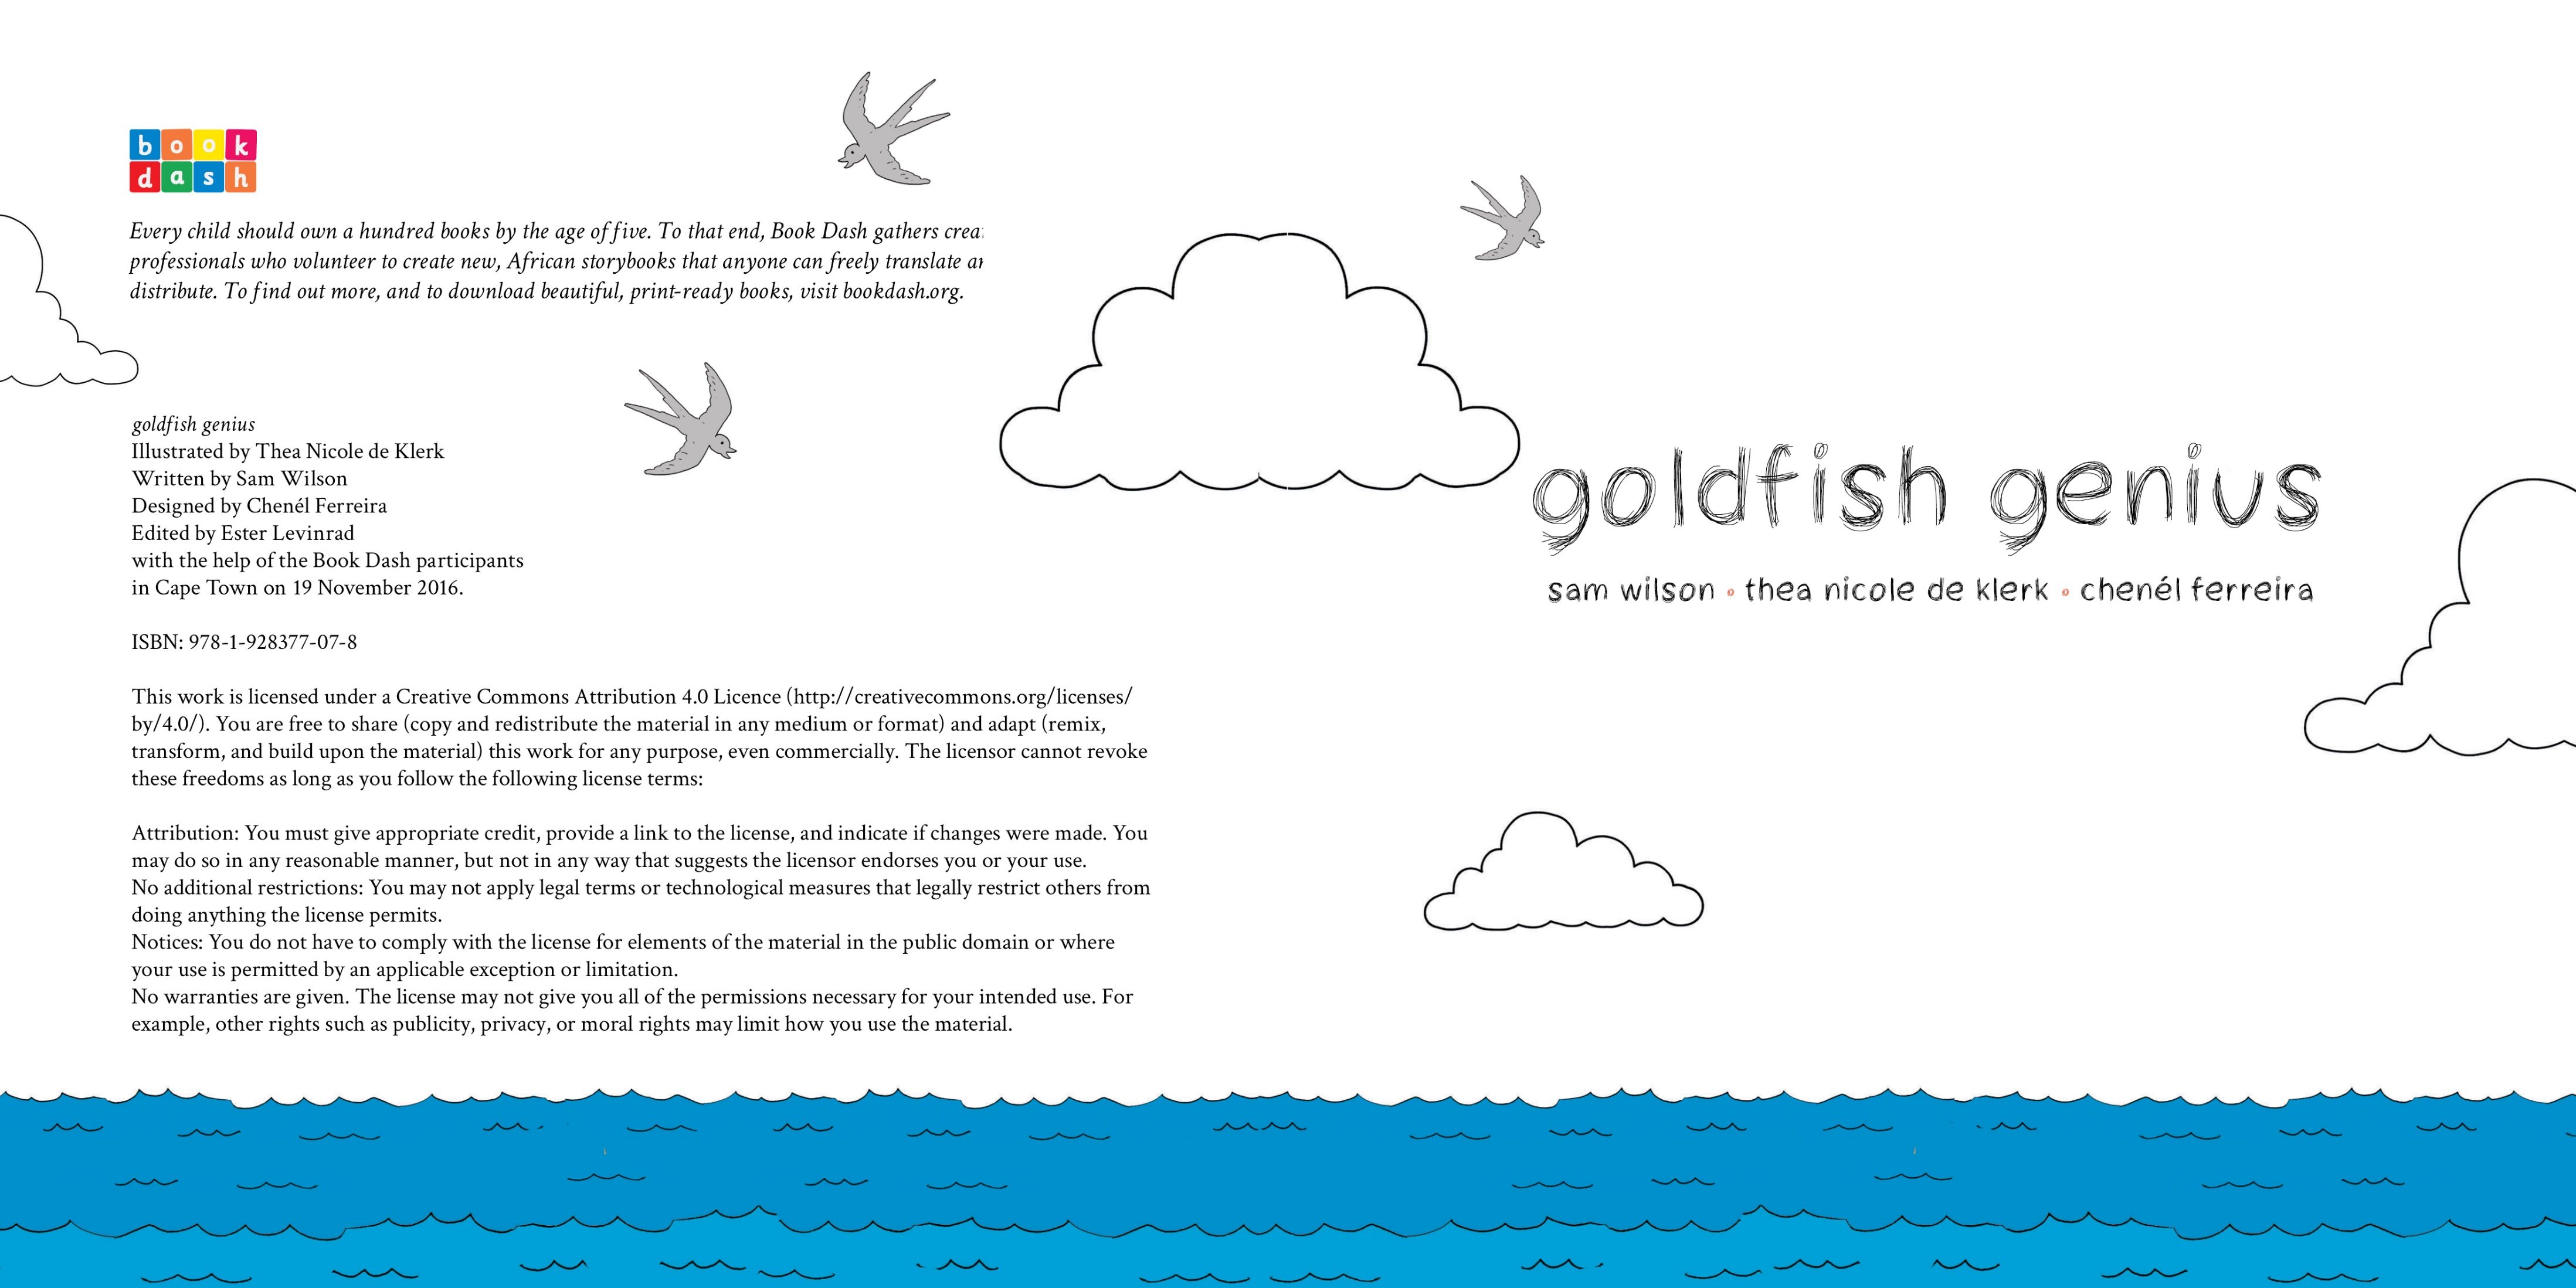 book
dash
Every child should own a hundred books by the age of five. To that end, Book Dash gathers
professionals who volunteer to create new, African storybooks that anyone can freely translate
distribute. To find out more, and to download beautiful, print-ready books, visit bookdash.org.
goldfish genius
Illustrated by Thea Nicole de Klerk
Written by Sam Wilson
Designed by Chenél Ferreira
Edited by Ester Levinrad
with the help of the Book Dash participants
in Cape Town on 19 November 2016.
ISBN: 978-1-928377-07-8
This work is licensed under a Creative Commons Attribution 4.0 Licence (http://creativecommons.org/licenses/
by/4.0/). You are free to share (copy and redistribute the material in any medium or format) and adapt (remix,
transform, and build upon the material) this work for any purpose, even commercially. The licensor cannot revoke
these freedoms as long as you follow the following license terms:
Attribution: You must give appropriate credit, provide a link to the license, and indicate if changes were made. You
may do so in any reasonable manner, but not in any way that suggests the licensor endorses you or your use.
No additional restrictions: You may not apply legal terms or technological measures that legally restrict others from
doing anything the license permits.
Notices: You do not have to comply with the license for elements of the material in the public domain or where
your use is permitted by an applicable exception or limitation.
No warranties are given. The license may not give you all of the permissions necessary for your intended use. For
example, other rights such as publicity, privacy, or moral rights may limit how you use the material.
goldfish genius
sam wilson • thea nicole de klerk • chenél ferreira